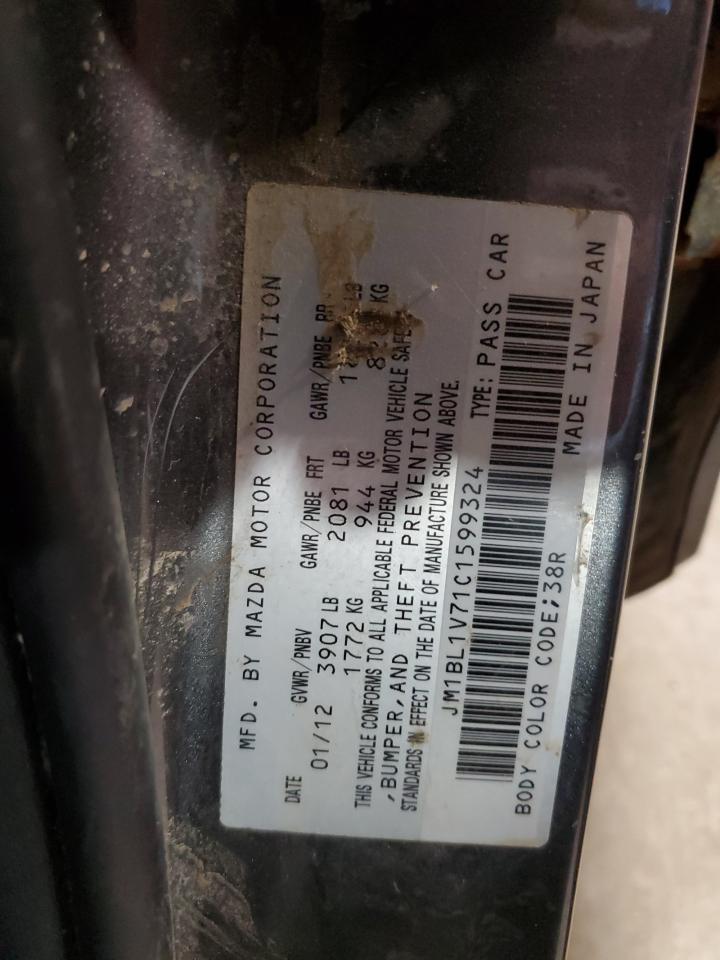 MFD. BY MAZDA MOTOR CORPORATION
DATE GVWR/PNBV GAWR/PNBE FRT GAWR/PNBE
01/12 3907 LB 2081 LB LB
1772 KG 944 KG KG
THIS VEHICLE CONFORMS TO ALL APPLICABLE FEDERAL MOTOR VEHICLE
,BUMPER,AND THEFT PREVENTION
STANDARDS IN EFFECT ON THE DATE OF MANUFACTURE SHOWN ABOVE.
JM1BL1V71C1599324 TYPE: PASS CAR
BODY COLOR CODE;38R MADE IN JAPAN